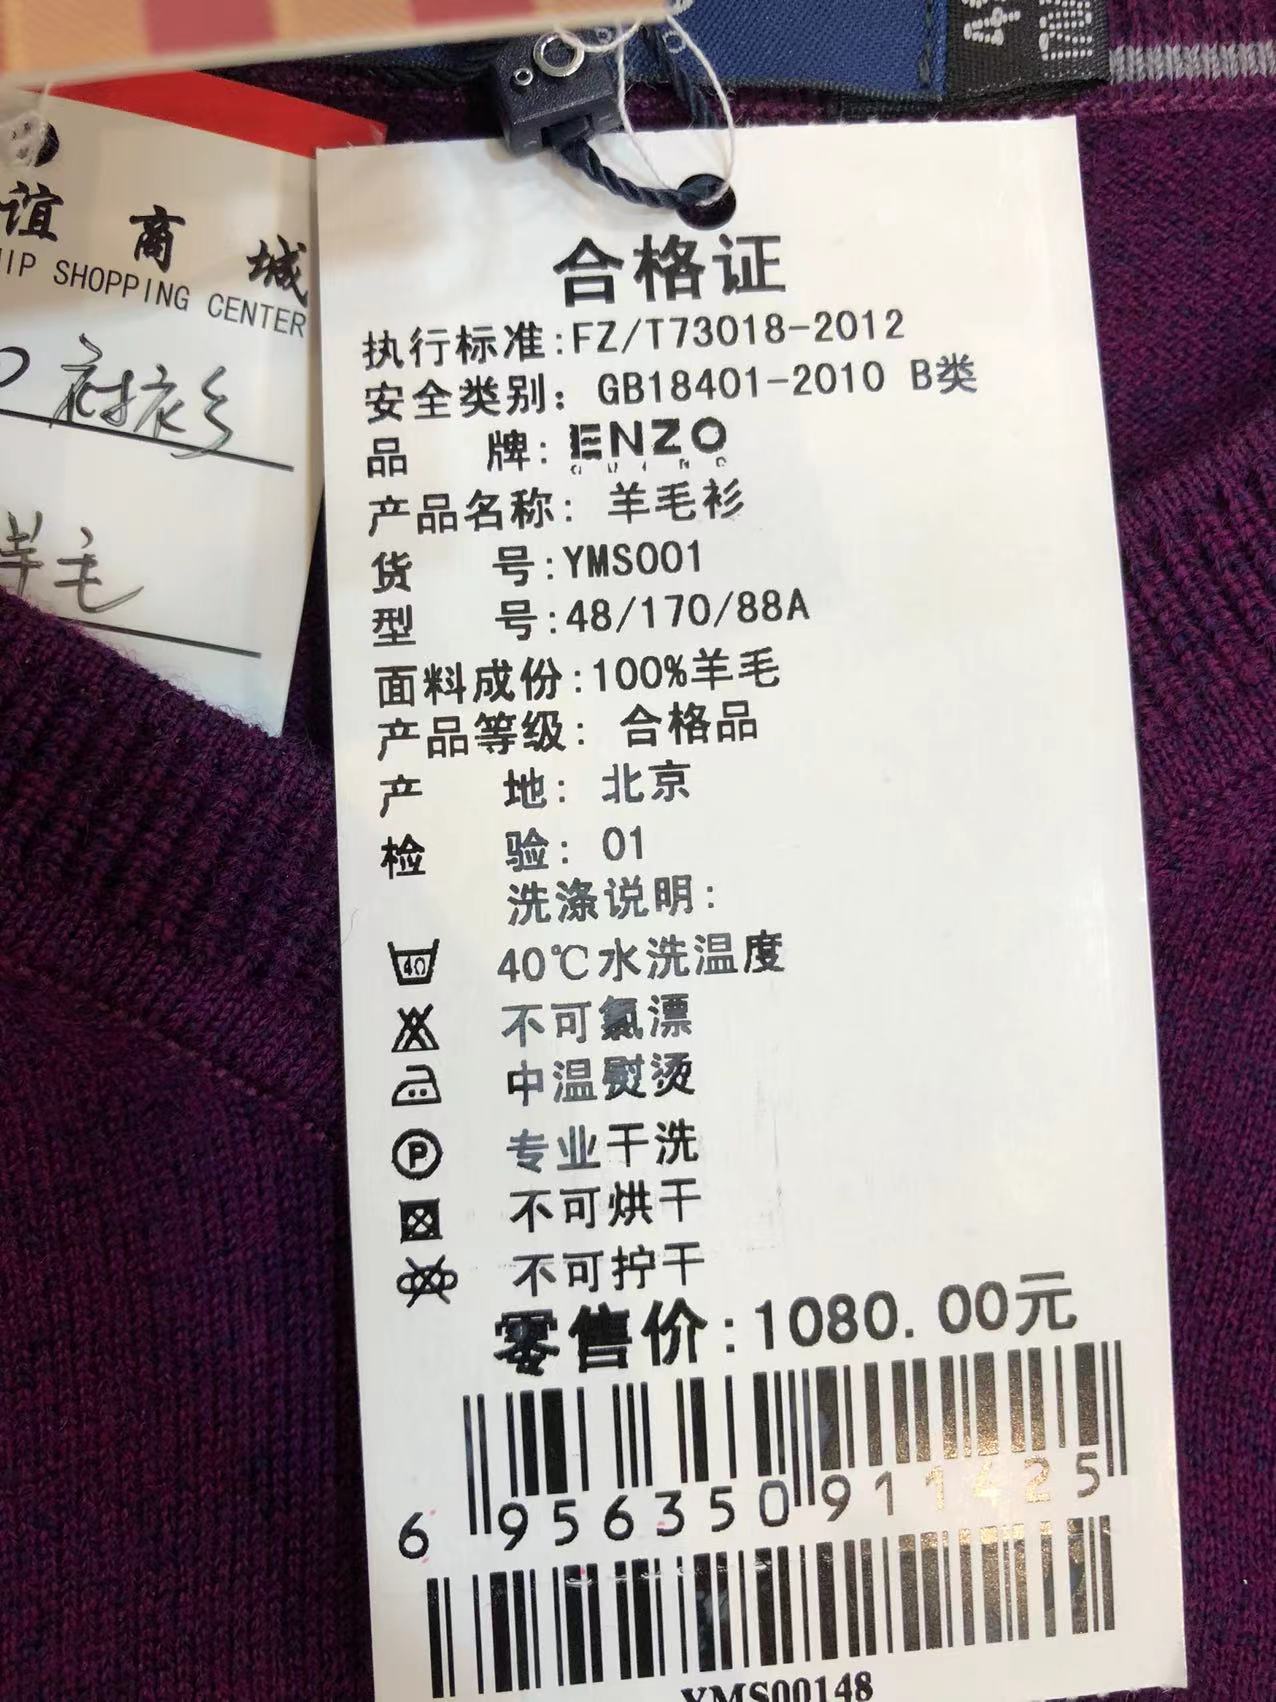 谊商城
SHOPPING CENTER
衬衫
羊毛
合格证
执行标准:FZ/T73018-2012
安全类别: GB18401-2010 B类
品 牌: ENZO
产品名称: 羊毛衫
货 号:YMS001
型 号:48/170/88A
面料成份:100%羊毛
产品等级: 合格品
产 地: 北京
检 验: 01
洗涤说明:
40 40℃水洗温度
不可氯漂
中温熨烫
P 专业干洗
不可烘干
不可拧干
零售价:1080.00元
6 956350 911425
YMS00148